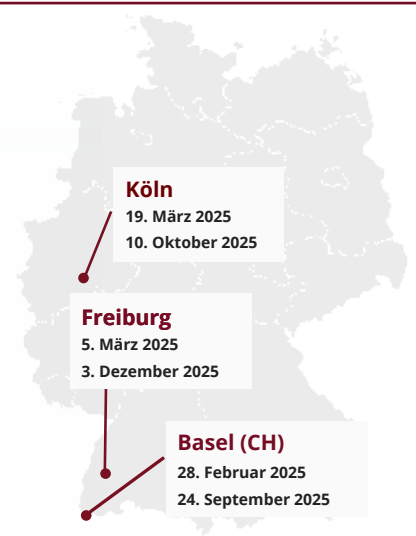 Köln
19. März 2025
10. Oktober 2025
Freiburg
5. März 2025
3. Dezember 2025
Basel (CH)
28. Februar 2025
24. September 2025